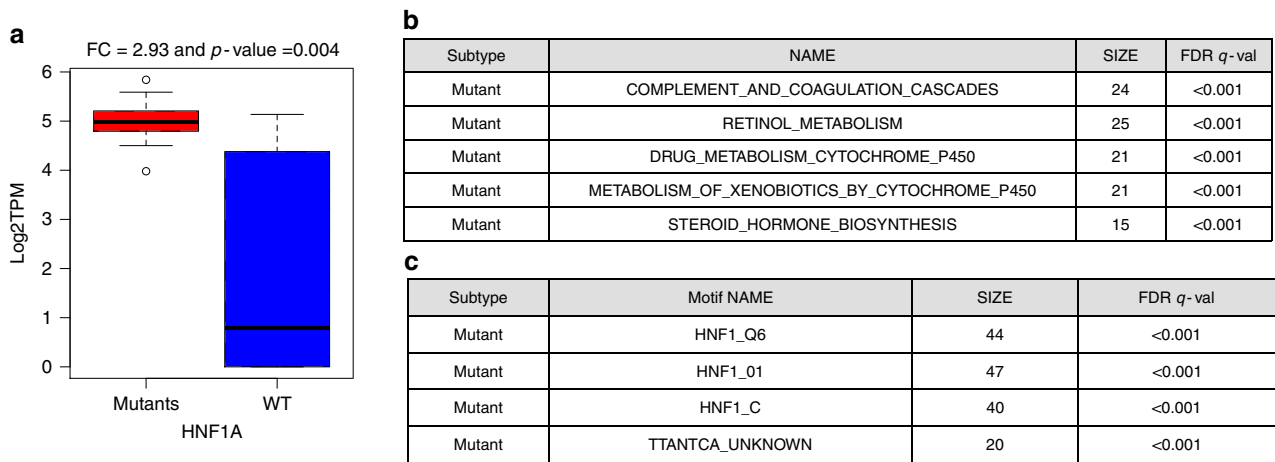 a
FC = 2.93 and p-value =0.004
6
5
4
3
2
1
0
Log2TPM
Mutants WT
HNF1A
b
Subtype NAME SIZE FDR q-val
Mutant COMPLEMENT_AND_COAGULATION_CASCADES 24 <0.001
Mutant RETINOL_METABOLISM 25 <0.001
Mutant DRUG_METABOLISM_CYTOCHROME_P450 21 <0.001
Mutant METABOLISM_OF_XENOBIOTICS_BY_CYTOCHROME_P450 21 <0.001
Mutant STEROID_HORMONE_BIOSYNTHESIS 15 <0.001
c
Subtype Motif NAME SIZE FDR q-val
Mutant HNF1_Q6 44 <0.001
Mutant HNF1_01 47 <0.001
Mutant HNF1_C 40 <0.001
Mutant TTANTCA_UNKNOWN 20 <0.001